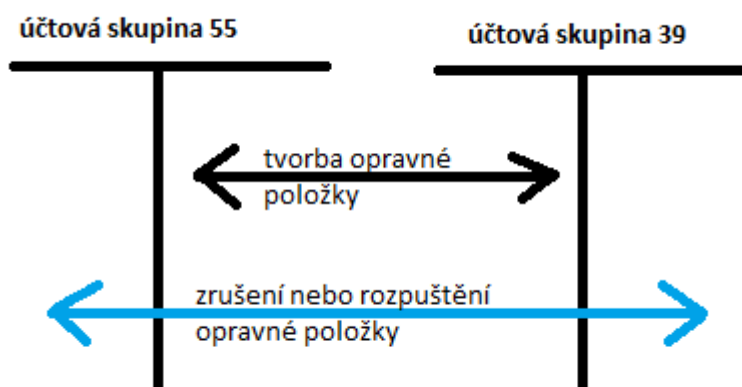 účtová skupina 55
účtová skupina 39
tvorba opravné
položky
zrušení nebo rozpuštění
opravné položky